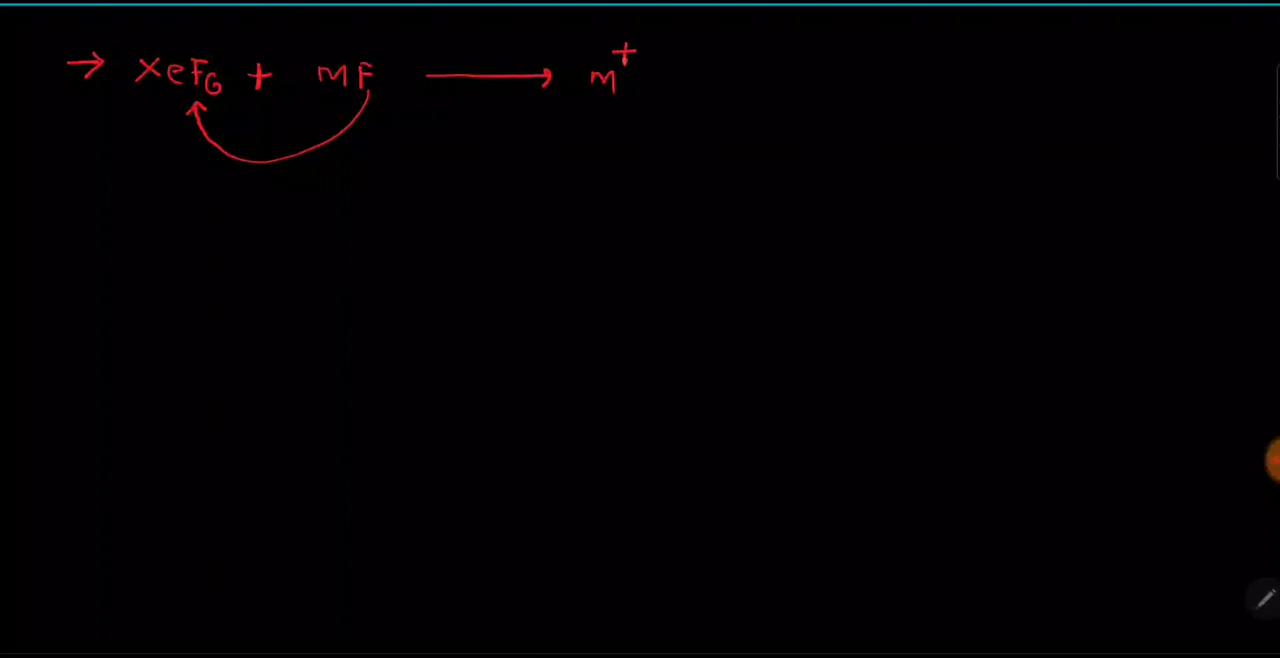 → XeF6 + MF ⟶ M⁺